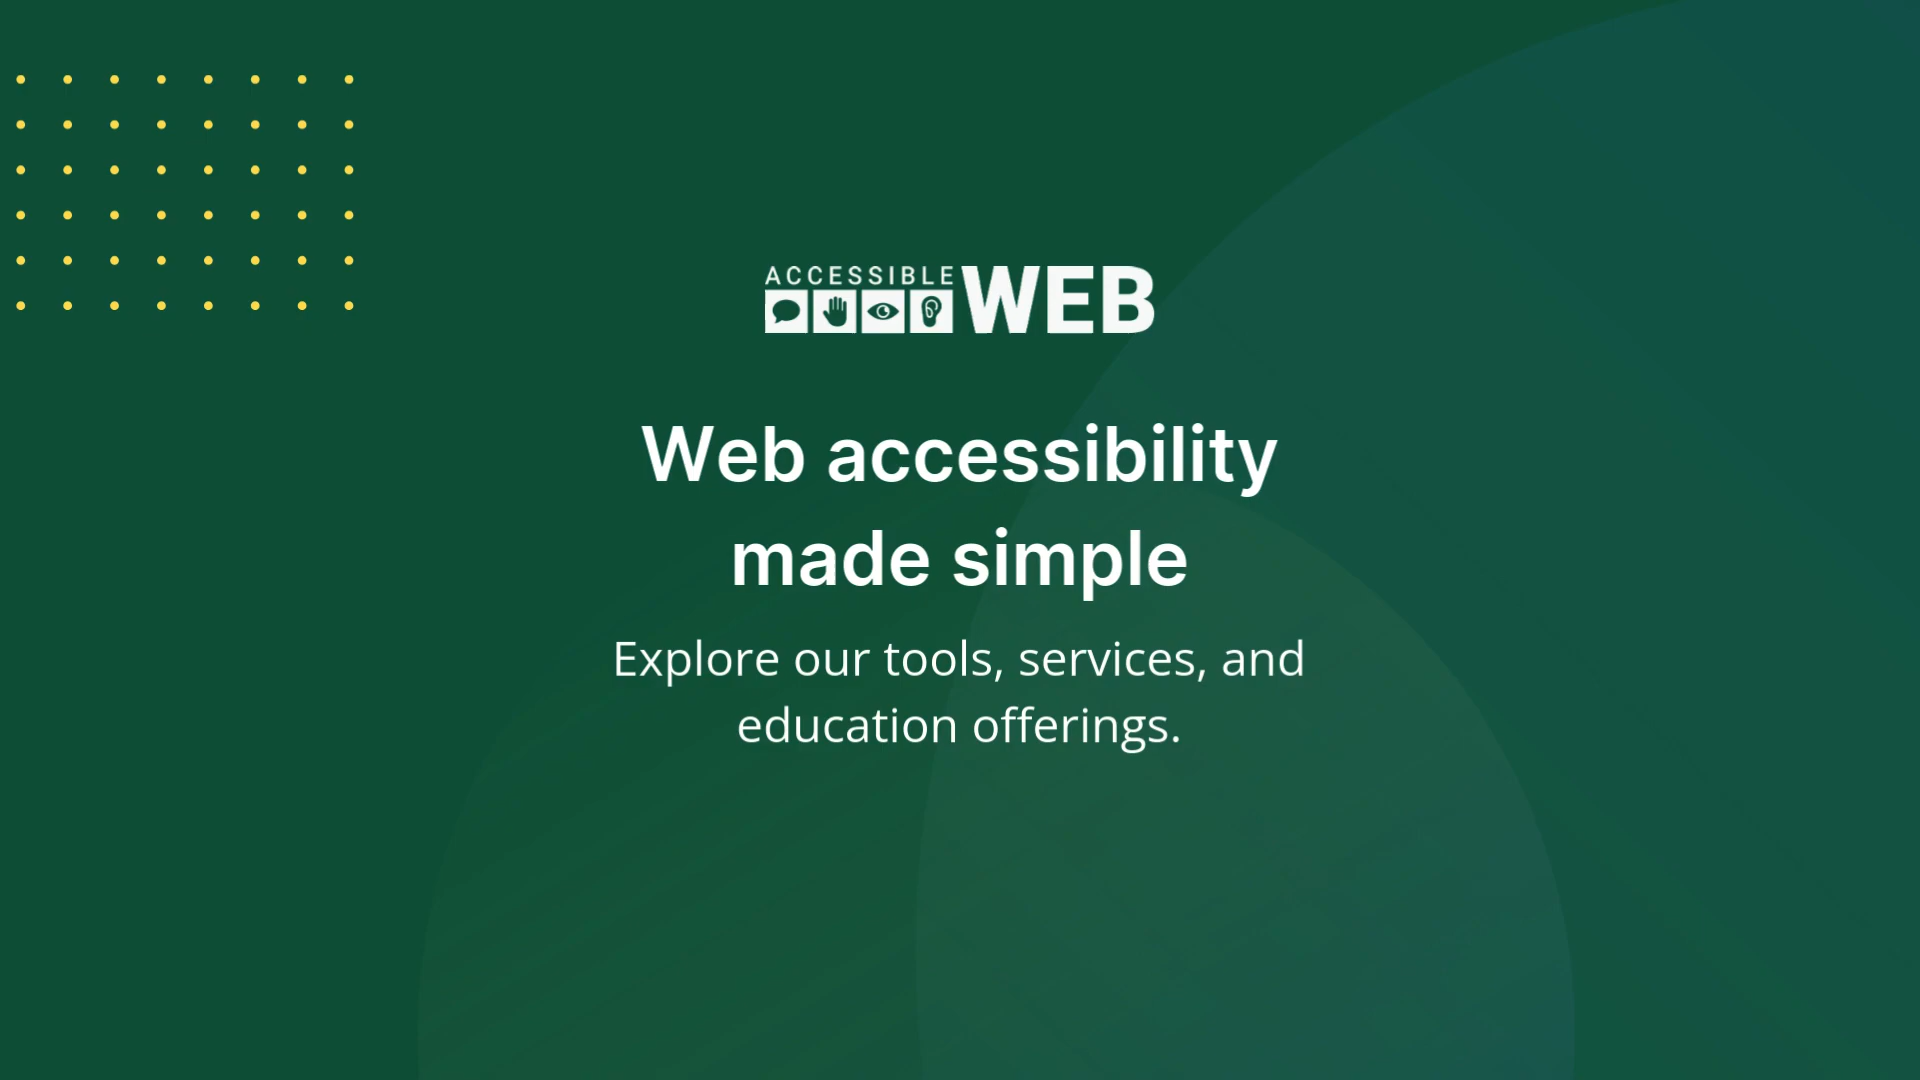 ACCESSIBLE WEB
Web accessibility
made simple
Explore our tools, services, and
education offerings.